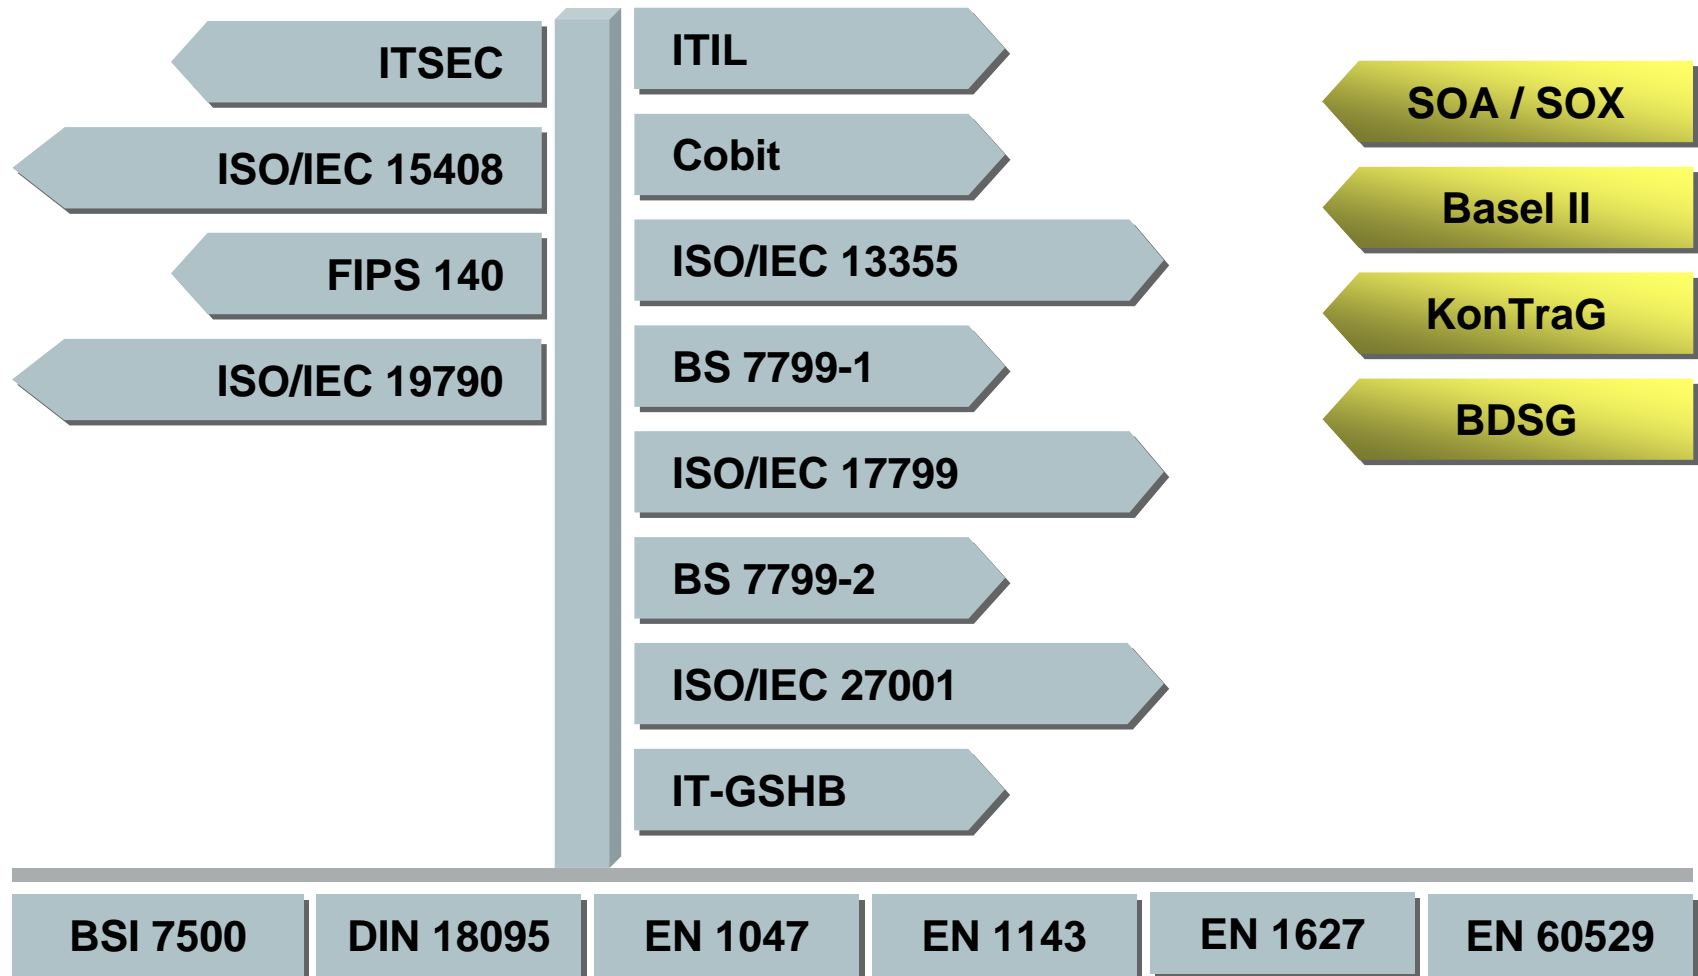 ITSEC
ISO/IEC 15408
FIPS 140
ISO/IEC 19790
ITIL
Cobit
ISO/IEC 13355
BS 7799-1
ISO/IEC 17799
BS 7799-2
ISO/IEC 27001
IT-GSHB
SOA / SOX
Basel II
KonTraG
BDSG
BSI 7500
DIN 18095
EN 1047
EN 1143
EN 1627
EN 60529